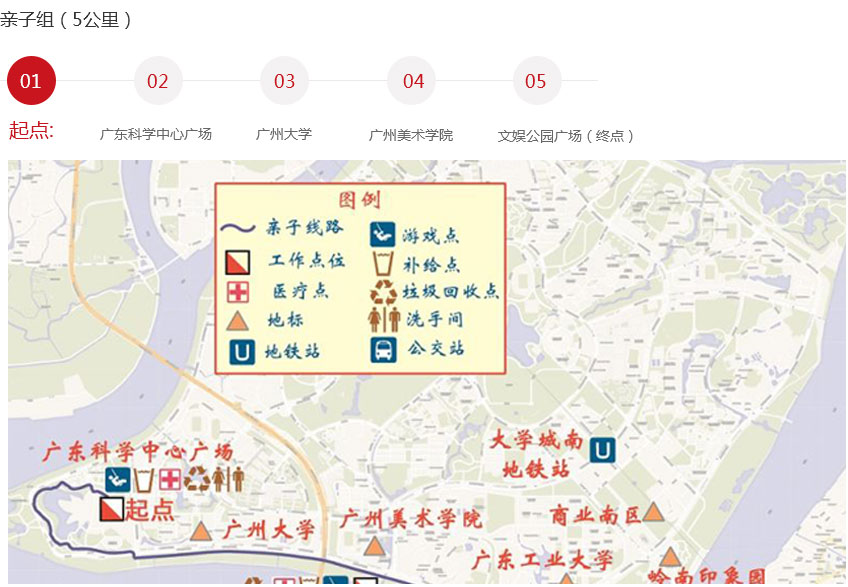 亲子组（5公里）
01 02 03 04 05
起点: 广东科学中心广场 广州大学 广州美术学院 文娱公园广场（终点）
图例
亲子线路 游戏点
工作点位 补给点
医疗点 垃圾回收点
地标 洗手间
U 地铁站 公交站
广东科学中心广场
大学城南 U
地铁站
起点
广州大学 广州美术学院 商业南区
广东工业大学
岭南印象园